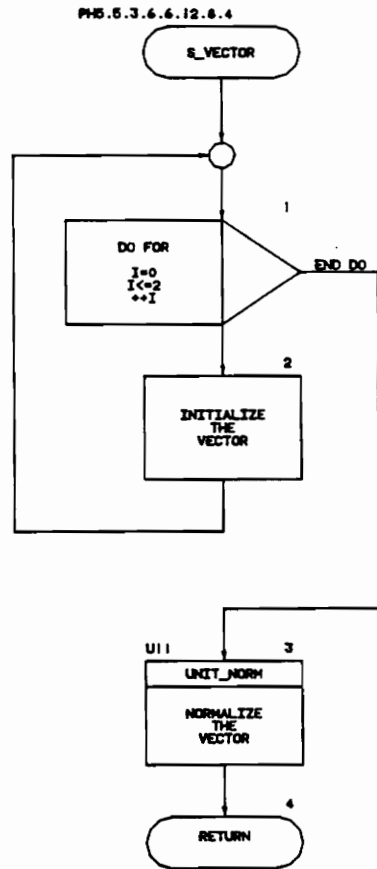 PH5.5.3.6.6.12.8.4
S_VECTOR
1
DO FOR
I=0
I<=2
++I
END DO
2
INITIALIZE
THE
VECTOR
U11 3
UNIT_NORM
NORMALIZE
THE
VECTOR
4
RETURN